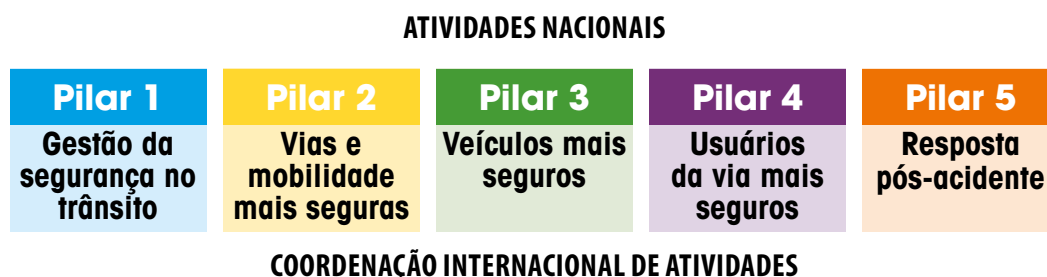 ATIVIDADES NACIONAIS
Pilar 1
Gestão da
segurança no
trânsito
Pilar 2
Vias e
mobilidade
mais seguras
Pilar 3
Veículos mais
seguros
Pilar 4
Usuários
da via mais
seguros
Pilar 5
Resposta
pós-acidente
COORDENAÇÃO INTERNACIONAL DE ATIVIDADES